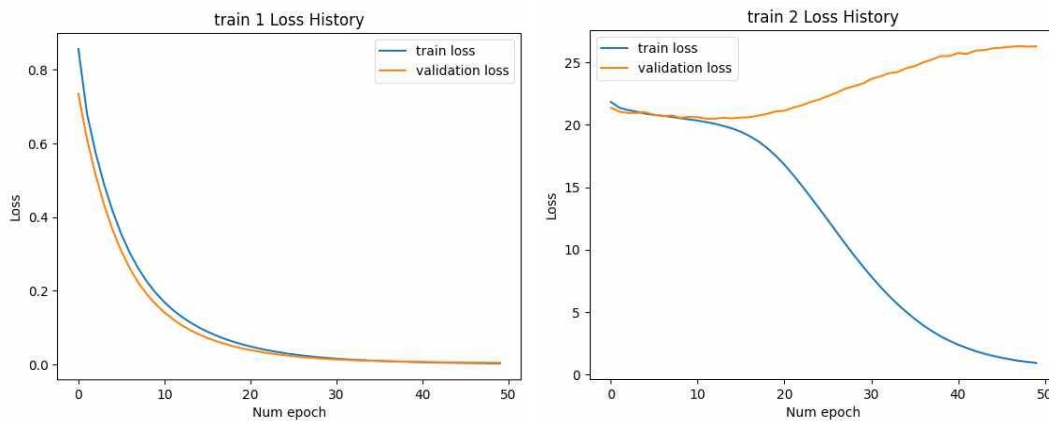 train 1 Loss History
train loss
validation loss
0.8
0.6
0.4
0.2
0.0
Loss
0
10
20
30
40
50
Num epoch
train 2 Loss History
train loss
validation loss
25
20
15
10
5
0
Loss
0
10
20
30
40
50
Num epoch